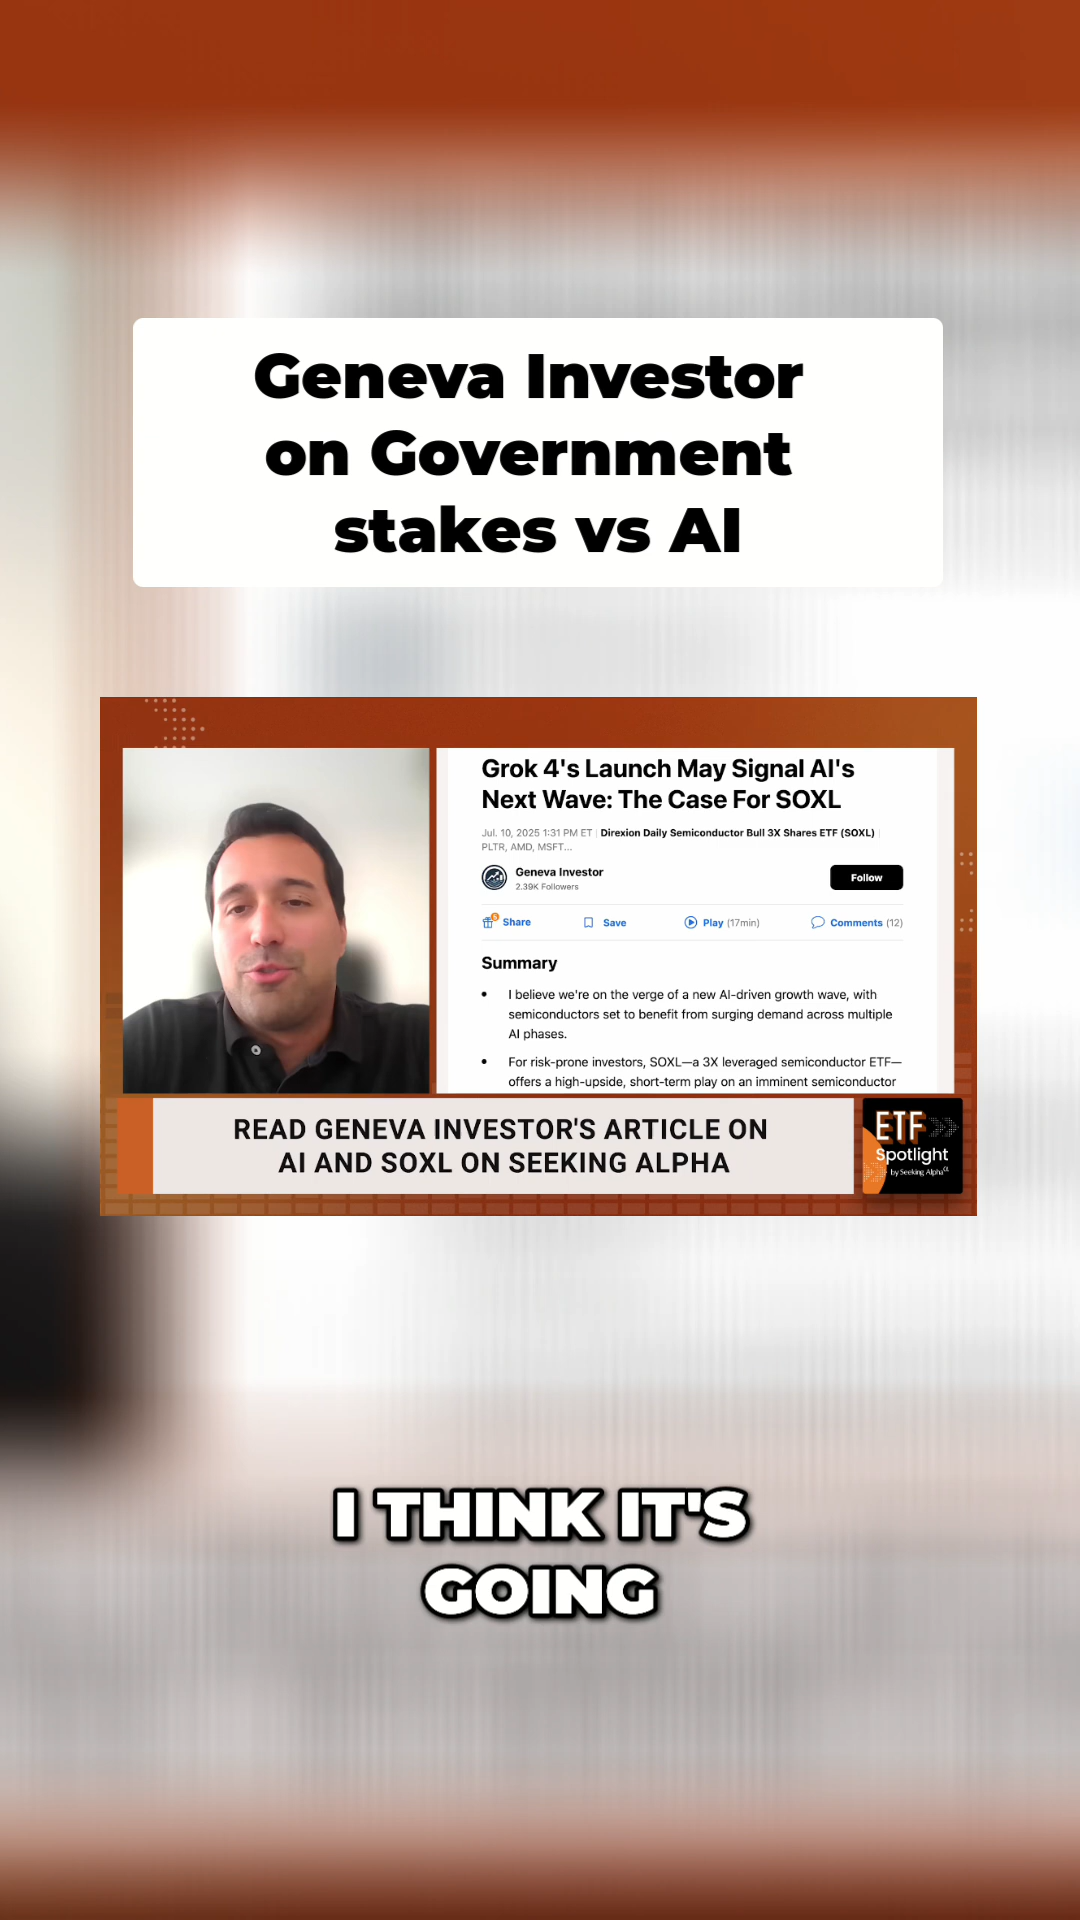 Geneva Investor
on Government
stakes vs AI
Grok 4's Launch May Signal AI's
Next Wave: The Case For SOXL
Jul. 10, 2025 1:31 PM ET | Direxion Daily Semiconductor Bull 3X Shares ETF (SOXL) |
PLTR, AMD, MSFT...
Geneva Investor
2.39K Followers
Follow
5
Share
Save
Play (17min)
Comments (12)
Summary
• I believe we're on the verge of a new AI-driven growth wave, with
semiconductors set to benefit from surging demand across multiple
AI phases.
• For risk-prone investors, SOXL—a 3X leveraged semiconductor ETF—
offers a high-upside, short-term play on an imminent semiconductor
READ GENEVA INVESTOR'S ARTICLE ON
AI AND SOXL ON SEEKING ALPHA
ETF
Spotlight
by Seeking Alpha α
I THINK IT'S
GOING